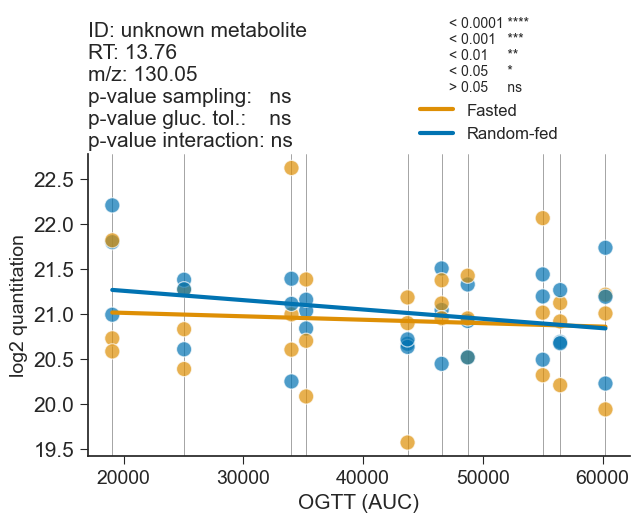 ID: unknown metabolite
RT: 13.76
m/z: 130.05
p-value sampling: ns
p-value gluc. tol.: ns
p-value interaction: ns
< 0.0001 ****
< 0.001 ***
< 0.01 **
< 0.05 *
> 0.05 ns
Fasted
Random-fed
log2 quantitation
22.5
22.0
21.5
21.0
20.5
20.0
19.5
20000 30000 40000 50000 60000
OGTT (AUC)